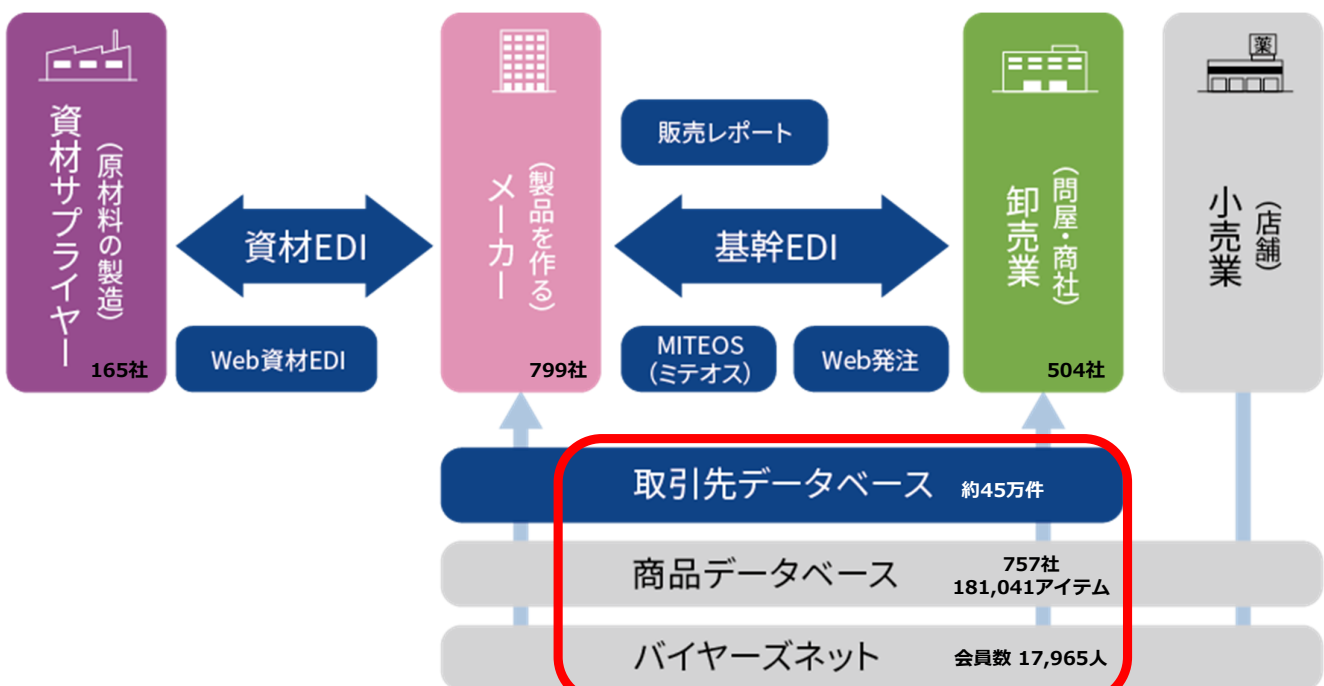 資材サプライヤー
（原材料の製造）
165社
資材EDI
Web資材EDI
メーカー
（製品を作る）
799社
販売レポート
基幹EDI
MITEOS
（ミテオス）
Web発注
卸売業
（問屋・商社）
504社
薬
小売業
（店舗）
取引先データベース 約45万件
商品データベース 757社
181,041アイテム
バイヤーズネット 会員数 17,965人